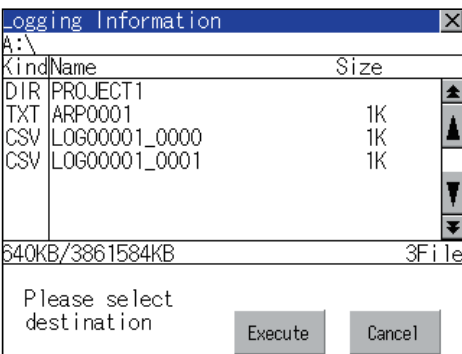 Logging Information
A:\
Kind Name Size
DIR PROJECT1
TXT ARP0001 1K
CSV LOG00001_0000 1K
CSV LOG00001_0001 1K
640KB/3861584KB 3File
Please select
destination
Execute Cancel